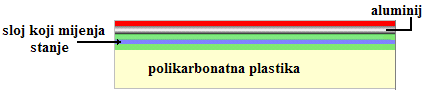 aluminij
sloj koji mijenja
stanje
polikarbonatna plastika